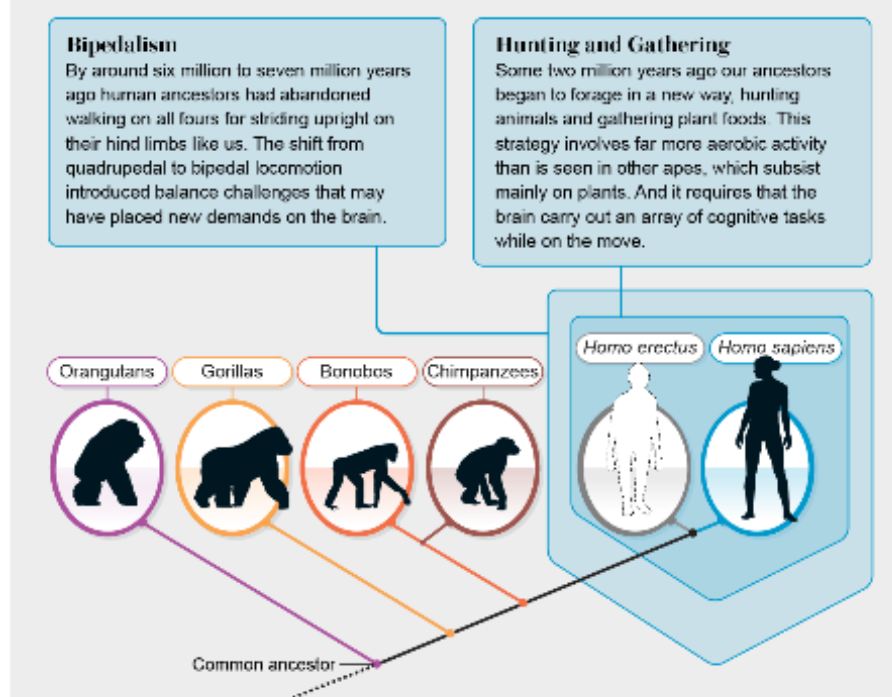 Bipedalism
By around six million to seven million years
ago human ancestors had abandoned
walking on all fours for striding upright on
their hind limbs like us. The shift from
quadrupedal to bipedal locomotion
introduced balance challenges that may
have placed new demands on the brain.
Hunting and Gathering
Some two million years ago our ancestors
began to forage in a new way, hunting
animals and gathering plant foods. This
strategy involves far more aerobic activity
than is seen in other apes, which subsist
mainly on plants. And it requires that the
brain carry out an array of cognitive tasks
while on the move.
Homo erectus
Homo sapiens
Orangutans
Gorillas
Bonobos
Chimpanzees
Common ancestor